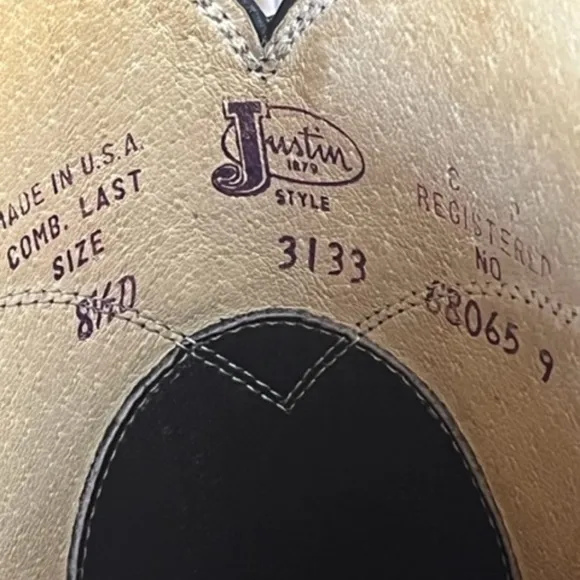 MADE IN U.S.A.
COMB. LAST
SIZE
8½D
Justin
1879
STYLE
3133
REGISTERED
NO
68065 9